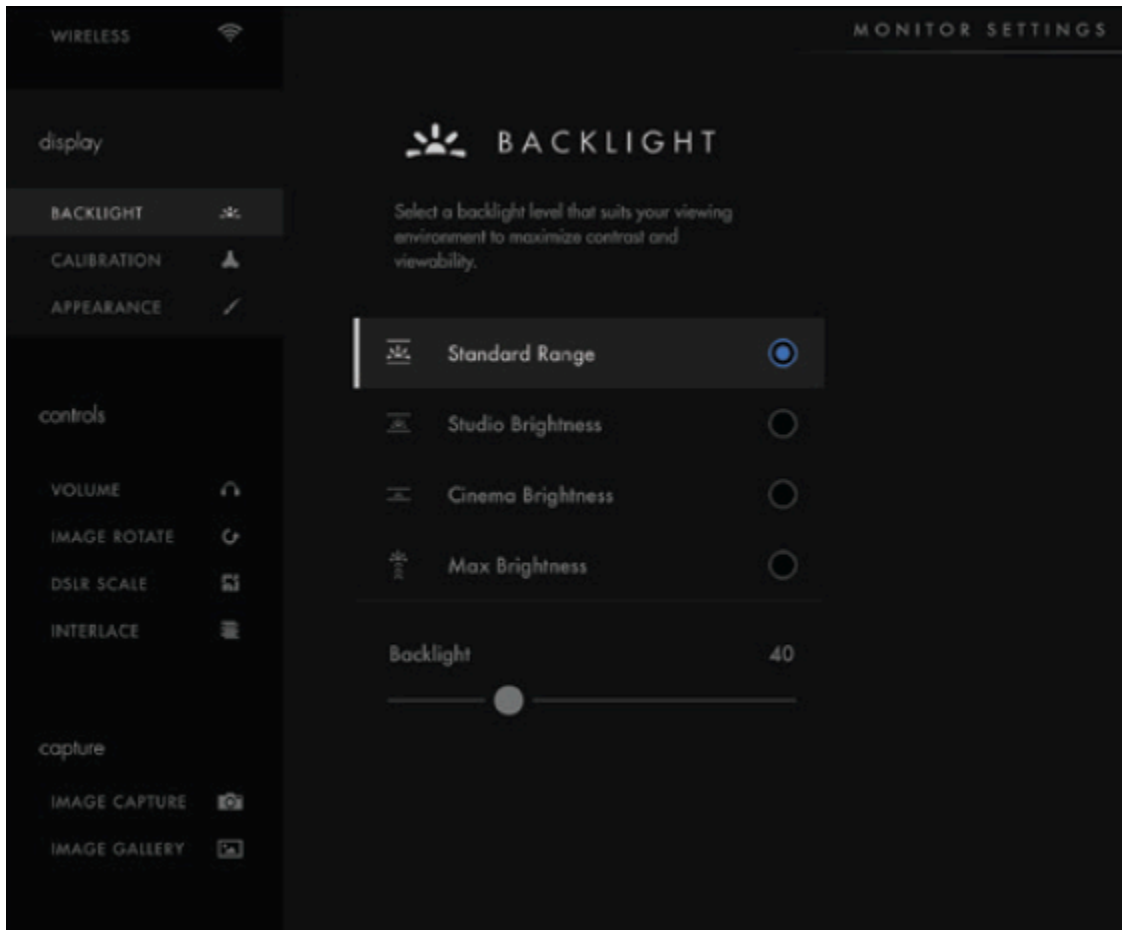 WIRELESS
MONITOR SETTINGS
display
BACKLIGHT
CALIBRATION
APPEARANCE
controls
VOLUME
IMAGE ROTATE
DSLR SCALE
INTERLACE
capture
IMAGE CAPTURE
IMAGE GALLERY
BACKLIGHT
Select a backlight level that suits your viewing
environment to maximize contrast and
viewability.
Standard Range
Studio Brightness
Cinema Brightness
Max Brightness
Backlight 40